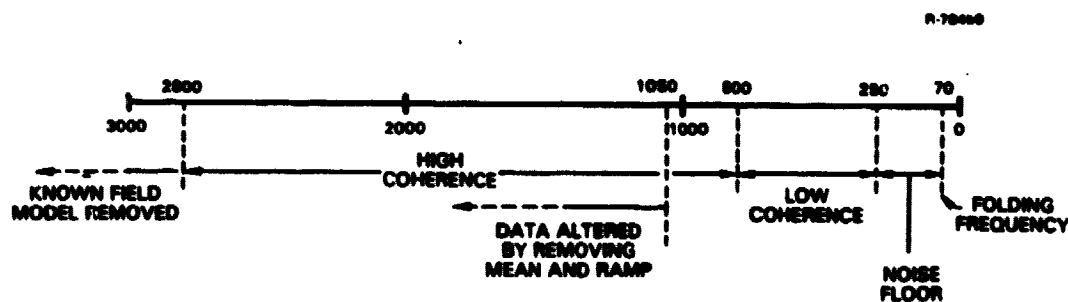 2800 1050 800 70
3000 2000 1000 0
HIGH
COHERENCE
KNOWN FIELD
MODEL REMOVED
LOW
COHERENCE
FOLDING
FREQUENCY
DATA ALTERED
BY REMOVING
MEAN AND RAMP
NOISE
FLOOR